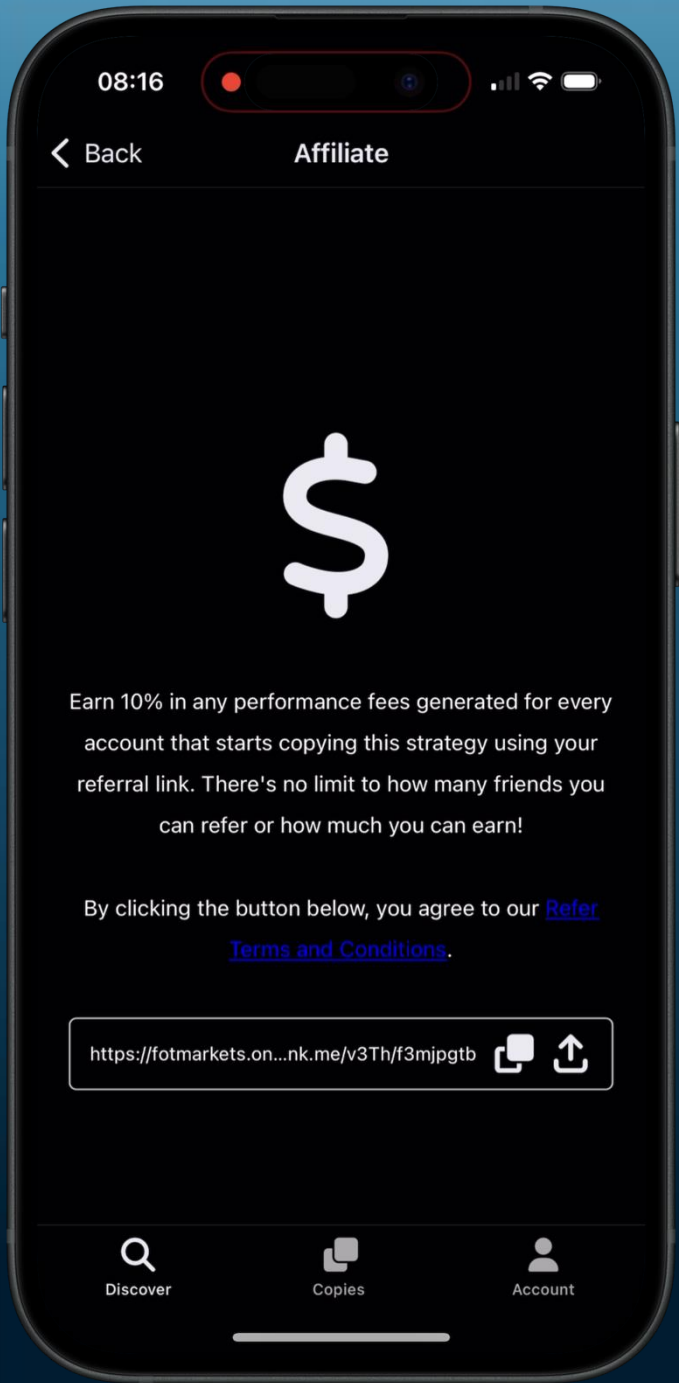 08:16
Back
Affiliate
$
Earn 10% in any performance fees generated for every
account that starts copying this strategy using your
referral link. There's no limit to how many friends you
can refer or how much you can earn!
By clicking the button below, you agree to our Refer
Terms and Conditions.
https://fotmarkets.on...nk.me/v3Th/f3mjpgtb
Discover
Copies
Account